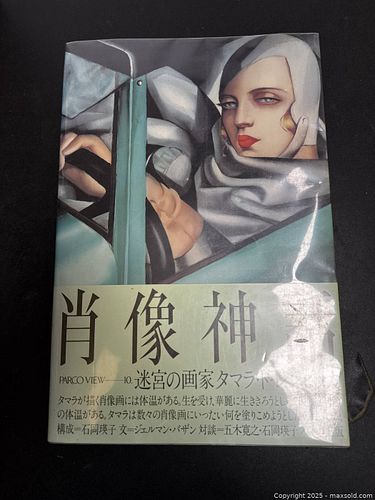 肖像神
PARCO VIEW——10. 迷宮の画家タマラ・ド・
タマラが描く肖像画には体温がある。生を受け、華麗に生きざろうとし
の体温がある。タマラは数々の肖像画にいったい何を塗りこめようとし
構成=石岡瑛子 文=ジェルマン・バザン 対談=五木寛之・石岡瑛子
版
Copyright 2025 - maxsold.com